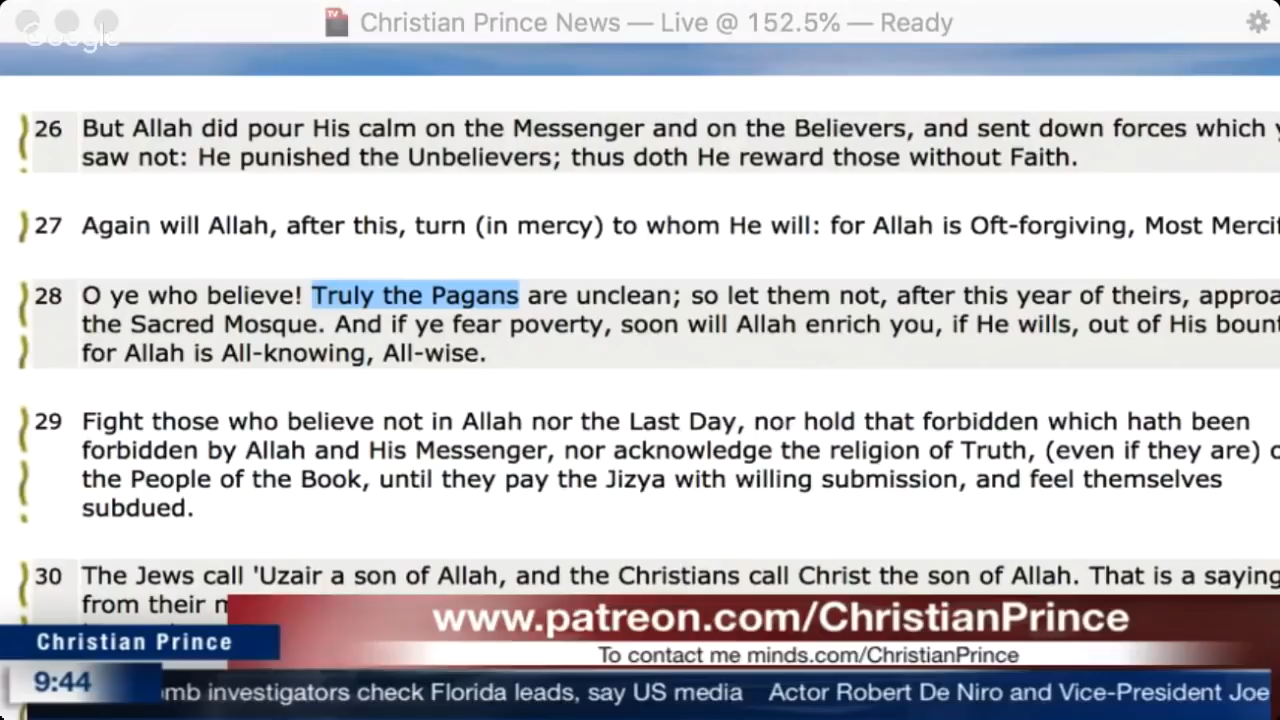 Christian Prince News — Live @ 152.5% — Ready
Google
TV
26 But Allah did pour His calm on the Messenger and on the Believers, and sent down forces which
saw not: He punished the Unbelievers; thus doth He reward those without Faith.
27 Again will Allah, after this, turn (in mercy) to whom He will: for Allah is Oft-forgiving, Most Mercif
28 O ye who believe! Truly the Pagans are unclean; so let them not, after this year of theirs, approa
the Sacred Mosque. And if ye fear poverty, soon will Allah enrich you, if He wills, out of His bount
for Allah is All-knowing, All-wise.
29 Fight those who believe not in Allah nor the Last Day, nor hold that forbidden which hath been
forbidden by Allah and His Messenger, nor acknowledge the religion of Truth, (even if they are)
the People of the Book, until they pay the Jizya with willing submission, and feel themselves
subdued.
30 The Jews call 'Uzair a son of Allah, and the Christians call Christ the son of Allah. That is a saying
from their
www.patreon.com/ChristianPrince
Christian Prince
To contact me minds.com/ChristianPrince
9:44
omb investigators check Florida leads, say US media Actor Robert De Niro and Vice-President Joe